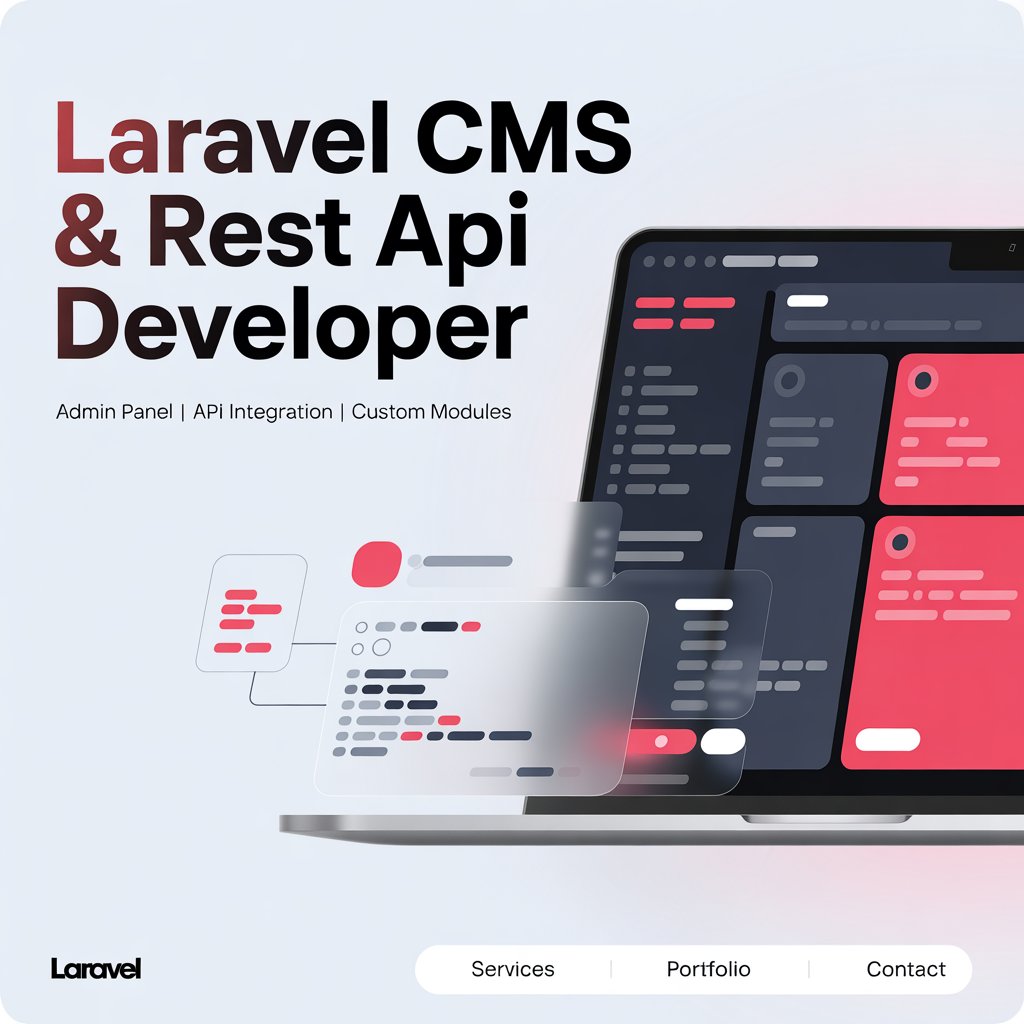 Laravel CMS
& Rest Api
Developer
Admin Panel | APi Integration | Custom Modules
Laravel
Services
Portfolio
Contact